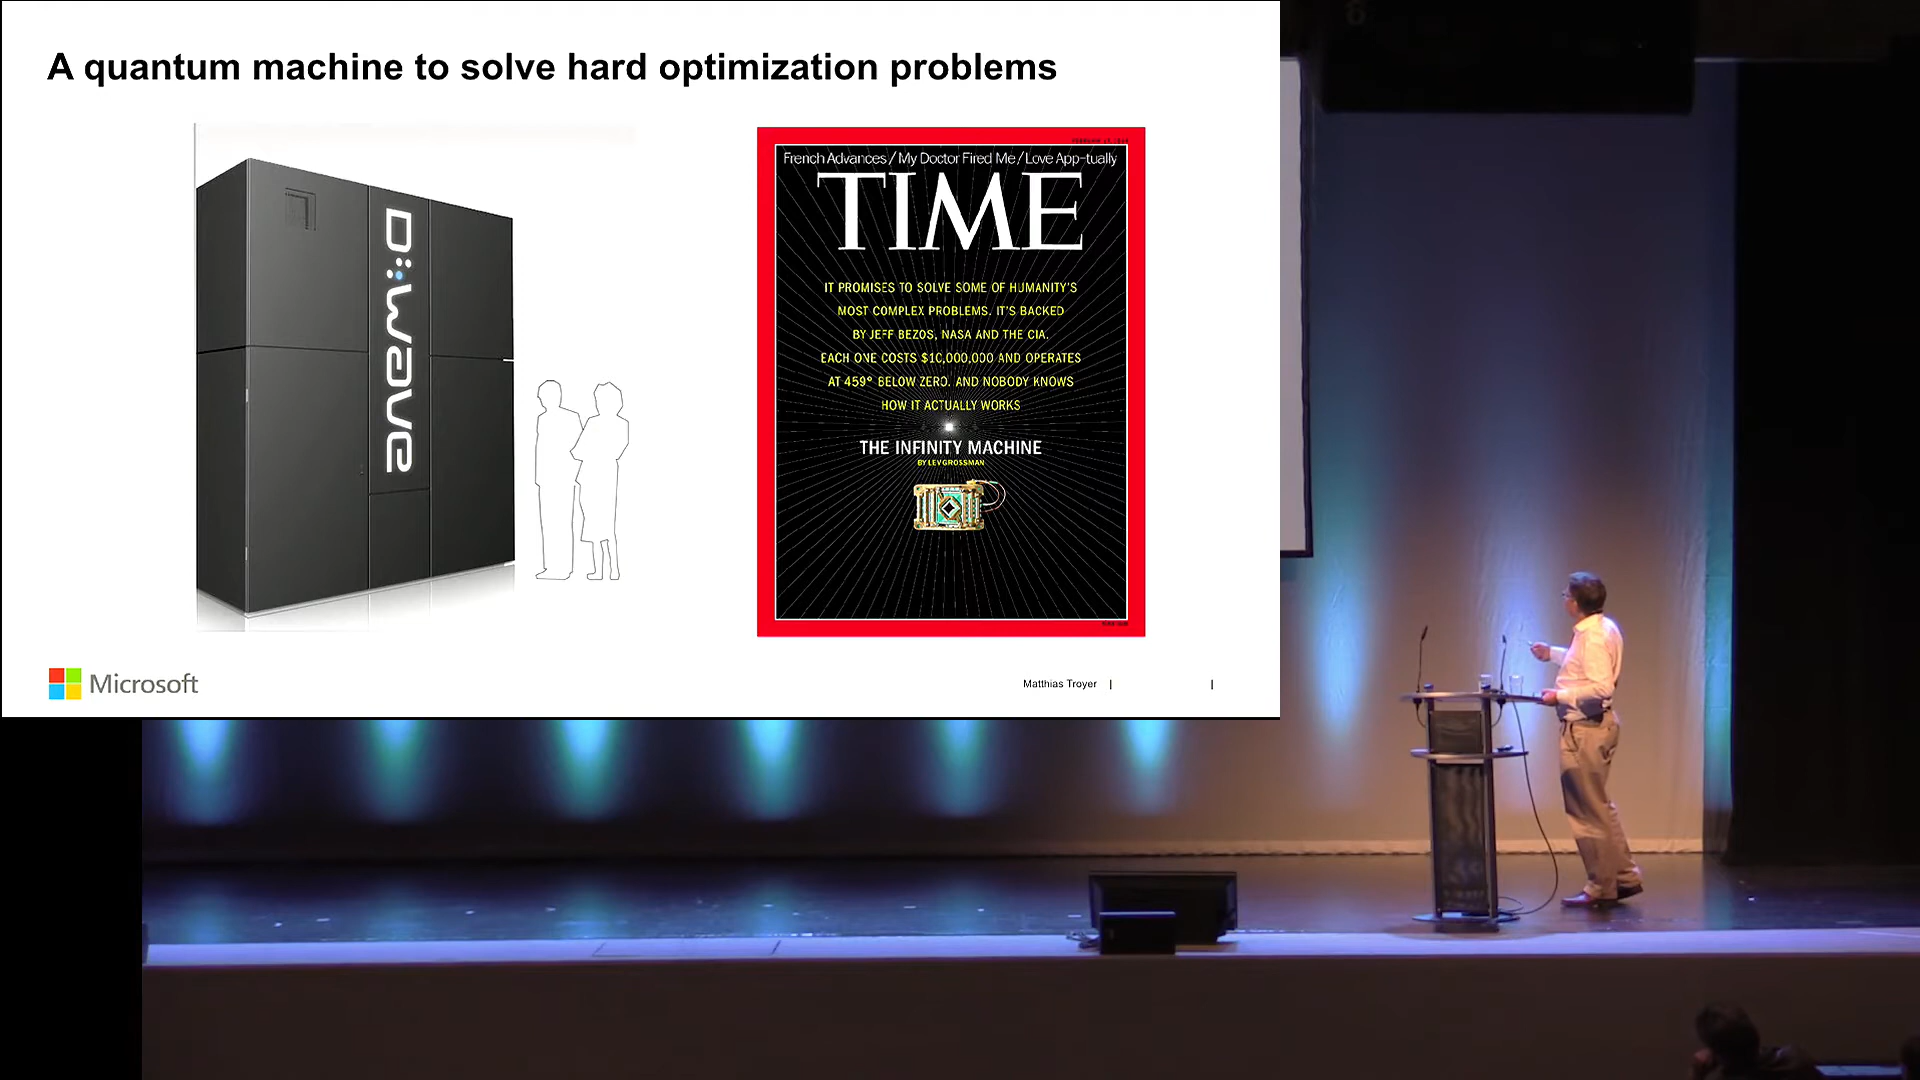 A quantum machine to solve hard optimization problems
D:wave
French Advances / My Doctor Fired Me / Love App-tually
TIME
IT PROMISES TO SOLVE SOME OF HUMANITY'S
MOST COMPLEX PROBLEMS. IT'S BACKED
BY JEFF BEZOS, NASA AND THE CIA.
EACH ONE COSTS $10,000,000 AND OPERATES
AT 459° BELOW ZERO. AND NOBODY KNOWS
HOW IT ACTUALLY WORKS
THE INFINITY MACHINE
BY LEV GROSSMAN
Microsoft
Matthias Troyer | |